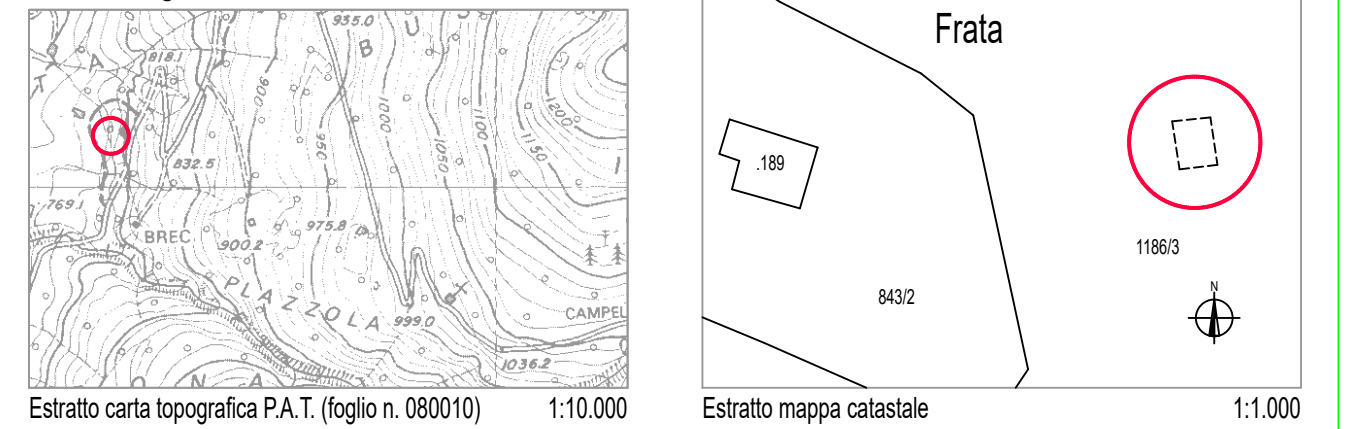 935.0
B U S
T A
818.1
900
1000
1100
1200
950
1050
1150
832.5
769.1
BREC
900.2
975.8
PLAZZOLA
999.0
CAMPEL
1036.2
O N A
Estratto carta topografica P.A.T. (foglio n. 080010) 1:10.000
Frata
.189
1186/3
843/2
N
Estratto mappa catastale 1:1.000